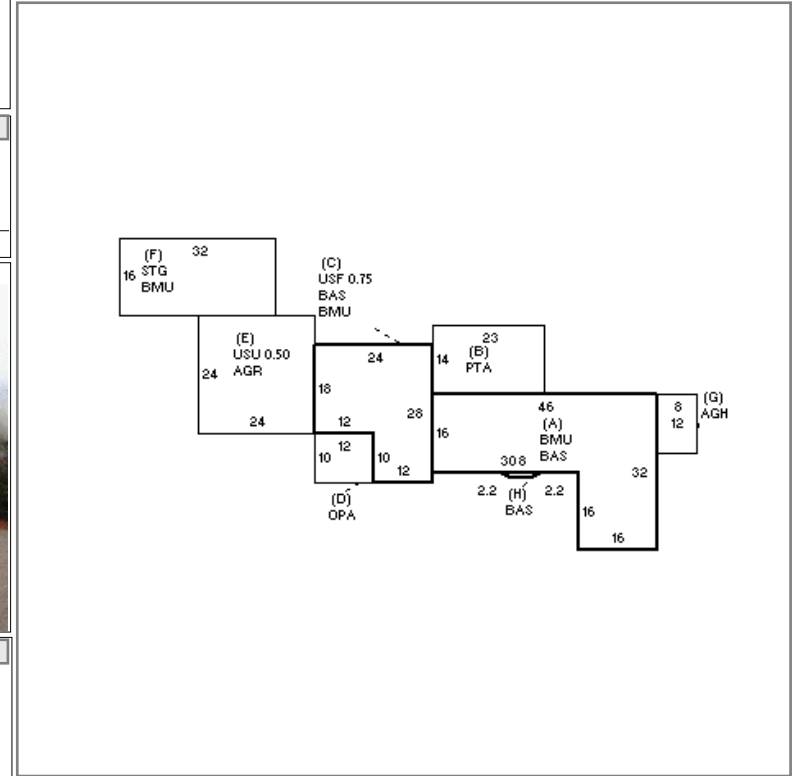 32
(F)
16 STG
BMU
(C)
USF 0.75
BAS
BMU
(E)
USU 0.50
AGR
24
24
24
18
28
12
12
10
10
12
(D)
OPA
23
14 (B)
PTA
46
(A)
BMU
BAS
16
308
32
2.2 (H) 2.2
BAS
16
16
8
12
(G)
AGH